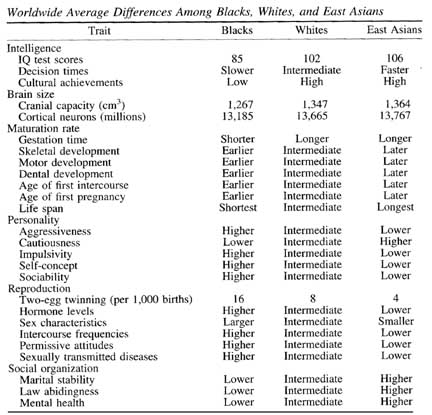 Worldwide Average Differences Among Blacks, Whites, and East Asians
Trait Blacks Whites East Asians
Intelligence
IQ test scores 85 102 106
Decision times Slower Intermediate Faster
Cultural achievements Low High High
Brain size
Cranial capacity (cm³) 1,267 1,347 1,364
Cortical neurons (millions) 13,185 13,665 13,767
Maturation rate
Gestation time Shorter Longer Longer
Skeletal development Earlier Intermediate Later
Motor development Earlier Intermediate Later
Dental development Earlier Intermediate Later
Age of first intercourse Earlier Intermediate Later
Age of first pregnancy Earlier Intermediate Later
Life span Shortest Intermediate Longest
Personality
Aggressiveness Higher Intermediate Lower
Cautiousness Lower Intermediate Higher
Impulsivity Higher Intermediate Lower
Self-concept Higher Intermediate Lower
Sociability Higher Intermediate Lower
Reproduction
Two-egg twinning (per 1,000 births) 16 8 4
Hormone levels Higher Intermediate Lower
Sex characteristics Larger Intermediate Smaller
Intercourse frequencies Higher Intermediate Lower
Permissive attitudes Higher Intermediate Lower
Sexually transmitted diseases Higher Intermediate Lower
Social organization
Marital stability Lower Intermediate Higher
Law abidingness Lower Intermediate Higher
Mental health Lower Intermediate Higher